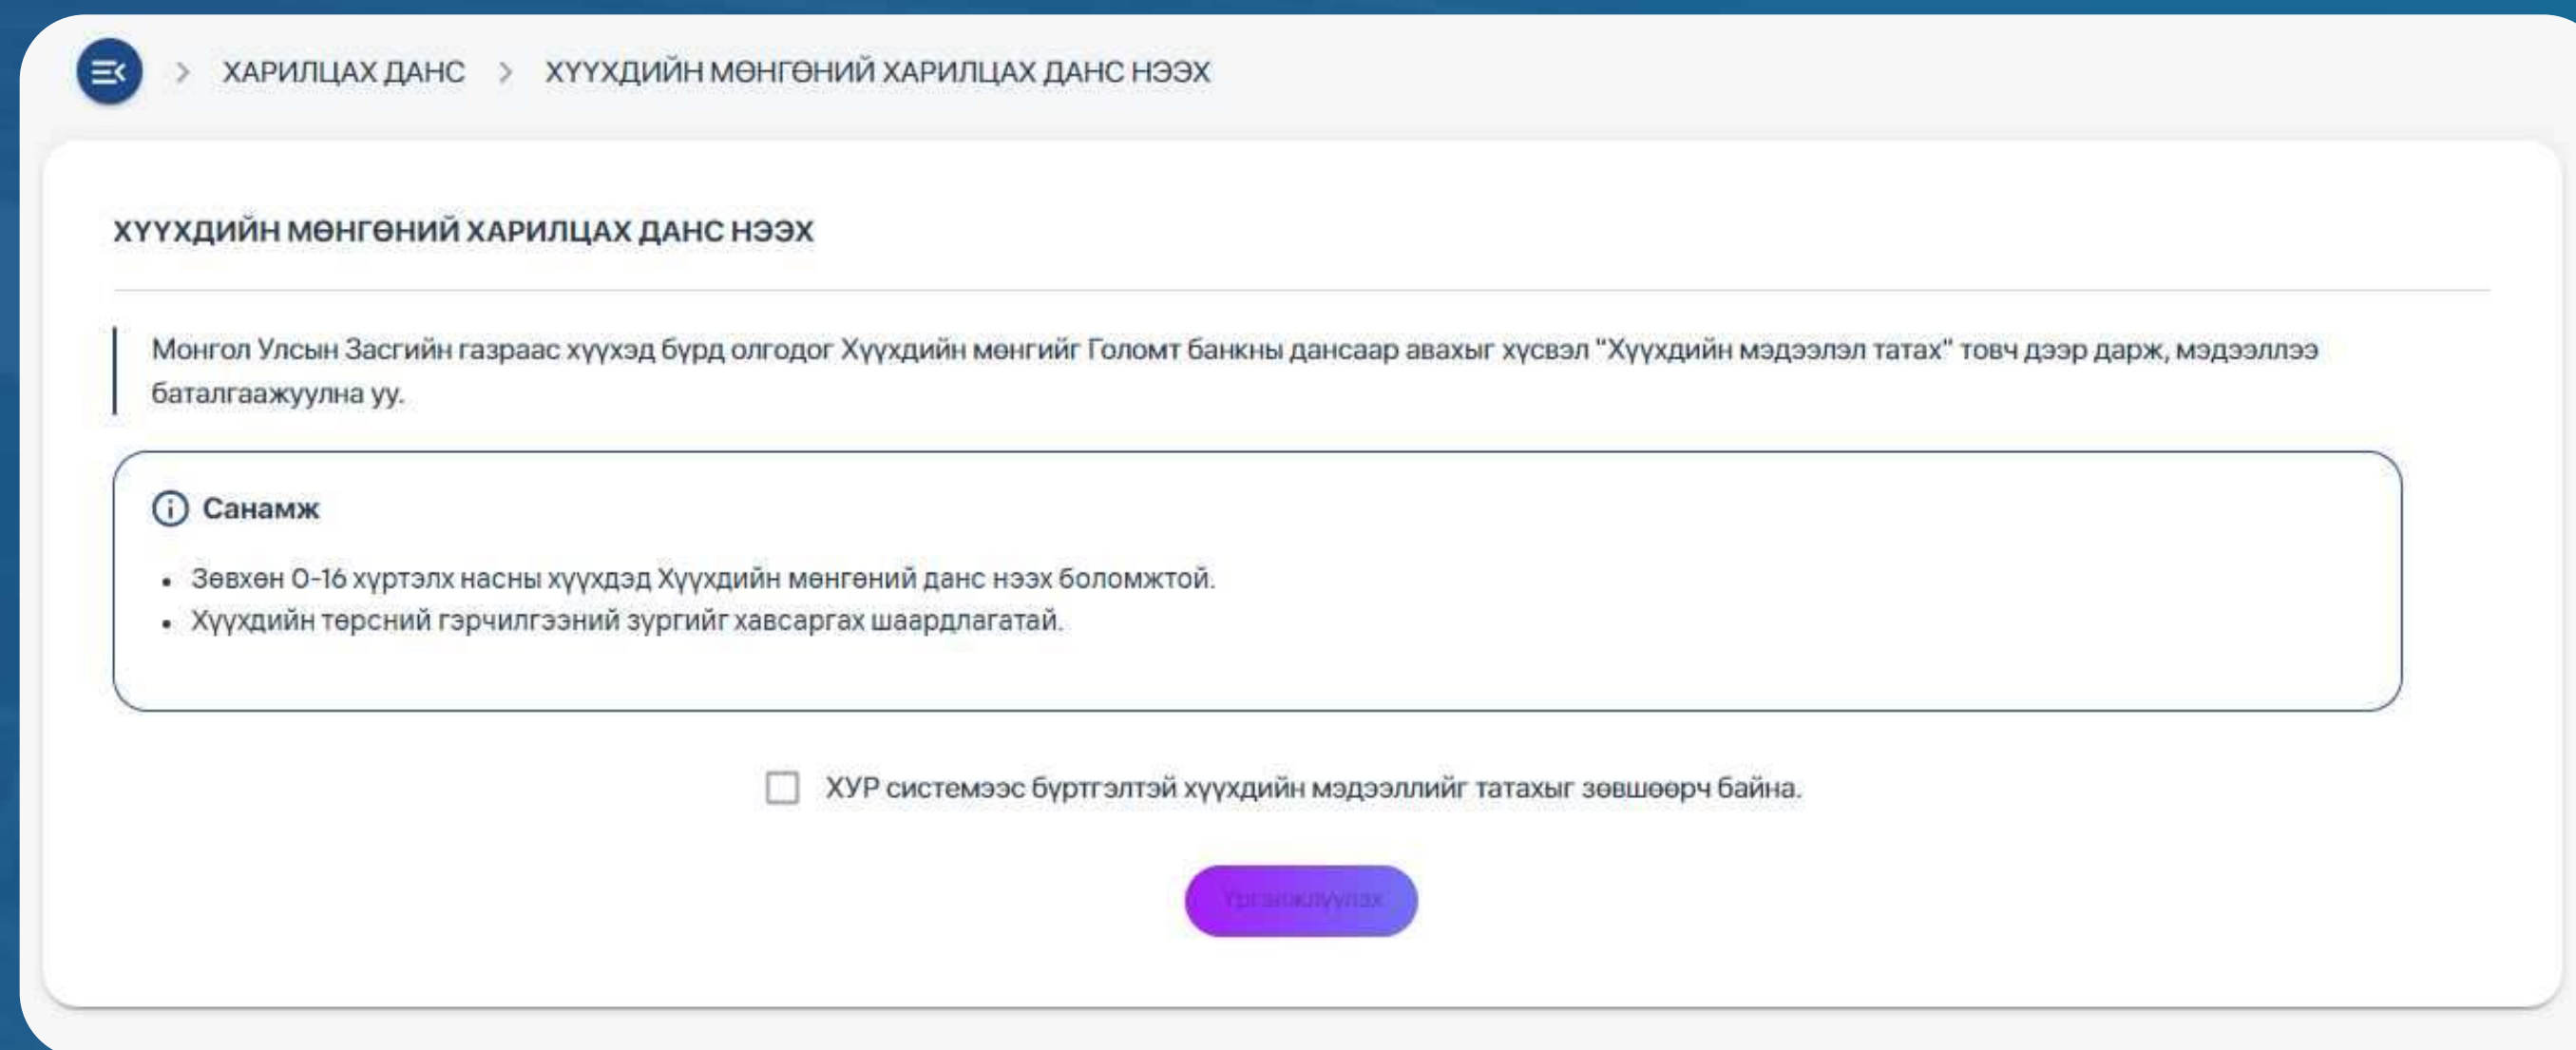 > ХАРИЛЦАХ ДАНС > ХҮҮХДИЙН МӨНГӨНИЙ ХАРИЛЦАХ ДАНС НЭЭХ
ХҮҮХДИЙН МӨНГӨНИЙ ХАРИЛЦАХ ДАНС НЭЭХ
Монгол Улсын Засгийн газраас хүүхэд бүрд олгодог Хүүхдийн мөнгийг Голомт банкны дансаар авахыг хүсвэл "Хүүхдийн мэдээлэл татах" товч дээр дарж, мэдээллээ
баталгаажуулна уу.
Санамж
• Зөвхөн 0-16 хүртэлх насны хүүхдэд Хүүхдийн мөнгөний данс нээх боломжтой.
• Хүүхдийн төрсний гэрчилгээний зургийг хавсаргах шаардлагатай.
ХУР системээс бүртгэлтэй хүүхдийн мэдээллийг татахыг зөвшөөрч байна.
Үргэлжлүүлэх